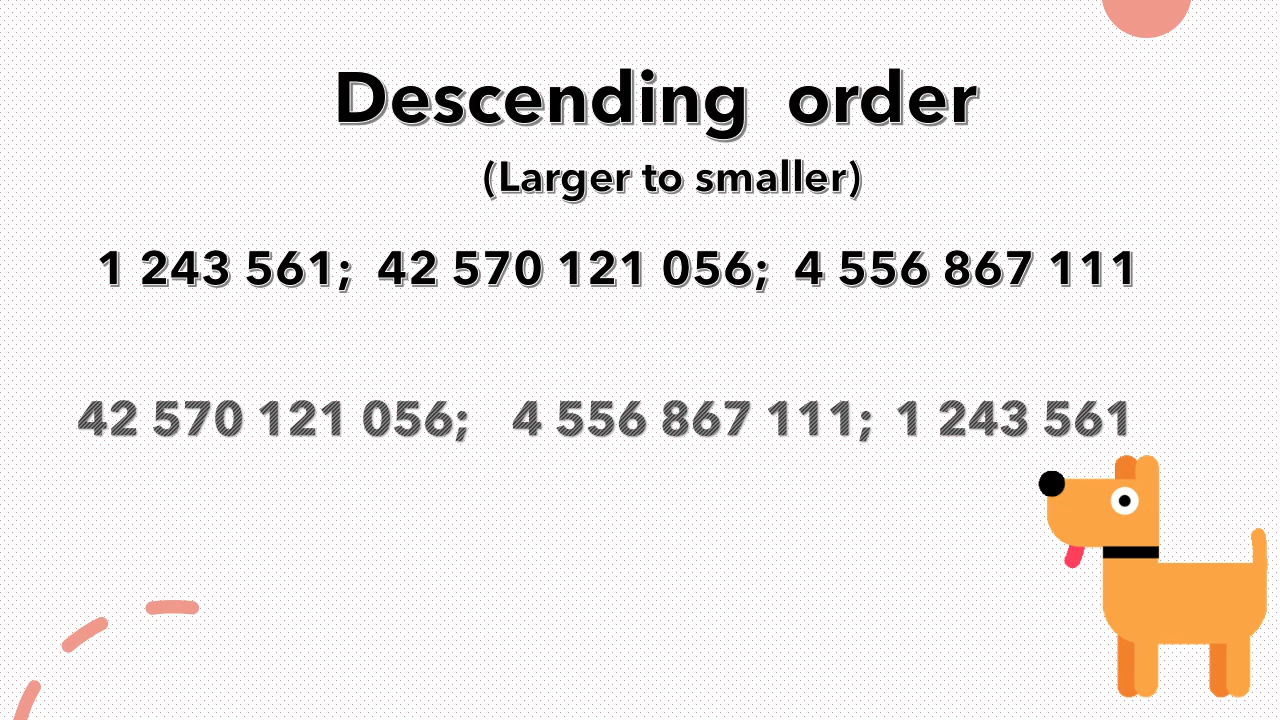 Descending order
(Larger to smaller)
1 243 561; 42 570 121 056; 4 556 867 111
42 570 121 056; 4 556 867 111; 1 243 561